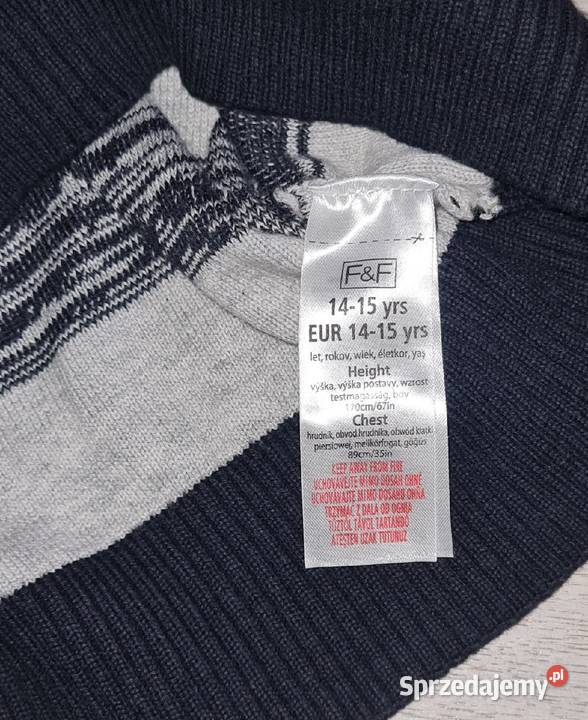 F&F
14-15 yrs
EUR 14-15 yrs
let, rokov, wiek, életkor, yaş
Height
výška, výška postavy, wzrost
testmagasság, boy
170cm/67in
Chest
hrudník, obvod hrudníka, obwód klatki
piersiowej, mellkörfogat, göğüs
89cm/35in
KEEP AWAY FROM FIRE
UCHOVÁVEJTE MIMO DOSAH OHNĚ
UCHOVÁVAJTE MIMO DOSAHU OHŇA
TRZYMAĆ Z DALA OD OGNIA
TŰZTŐL TÁVOL TARTANDÓ
ATEŞTEN UZAK TUTUNUZ
Sprzedajemy.pl